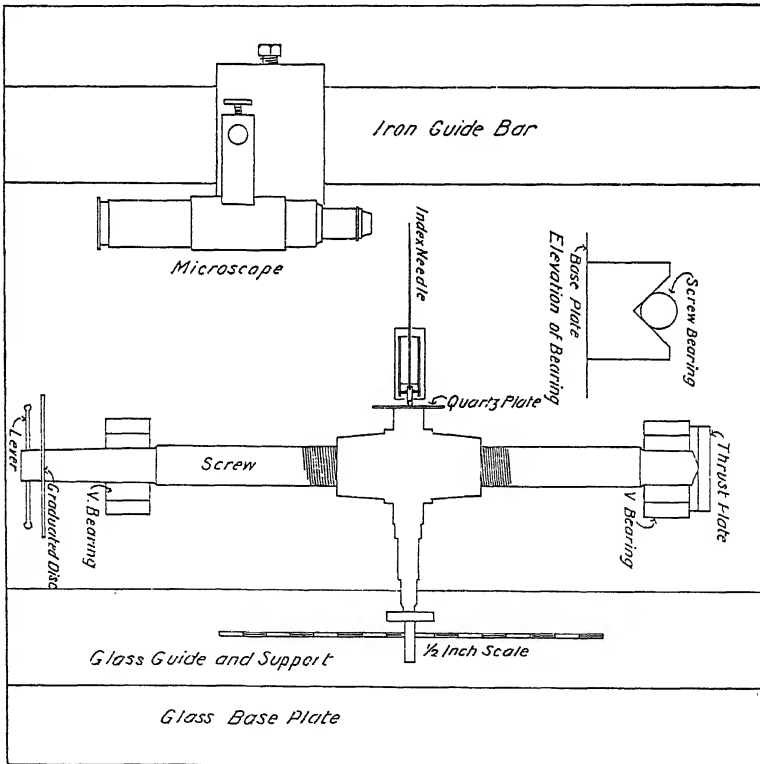 Iron Guide Bar
Microscope
Index Needle
Base Plate
Elevation of Bearing
Screw Bearing
Quartz Plate
Lever
Graduated Disc
V. Bearing
Screw
V Bearing
Thrust Plate
Glass Guide and Support
½ Inch Scale
Glass Base Plate